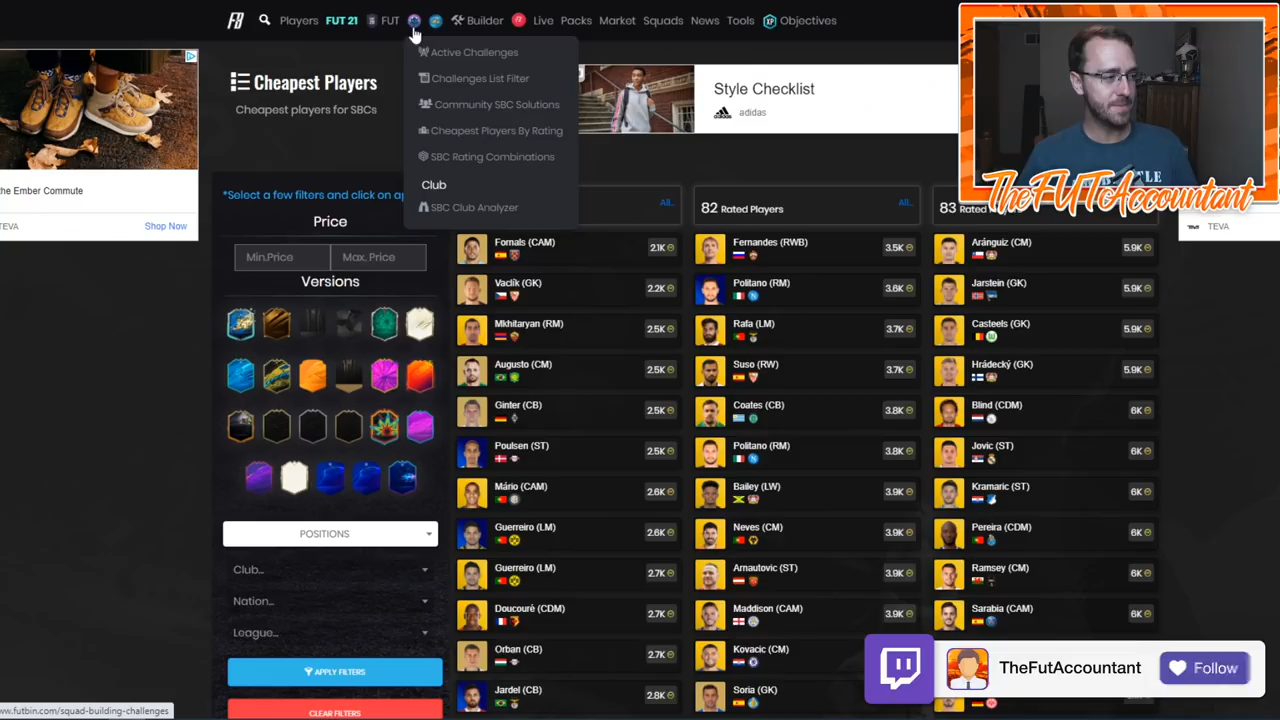 FB Players FUT 21 FUT Builder Live Packs Market Squads News Tools Objectives
Active Challenges
Challenges List Filter
Community SBC Solutions
Cheapest Players By Rating
SBC Rating Combinations
Club
SBC Club Analyzer
Cheapest Players
Cheapest players for SBCs
Style Checklist
adidas
TheFUTAccountant
the Ember Commute
TEVA
Shop Now
TEVA
*Select a few filters and click on
Price
Min.Price
Max. Price
Versions
POSITIONS
Club...
Nation...
League...
APPLY FILTERS
CLEAR FILTERS
All...
Fornals (CAM) 2.1K
Vaclík (GK) 2.2K
Mkhitaryan (RM) 2.5K
Augusto (CM) 2.5K
Ginter (CB) 2.5K
Poulsen (ST) 2.5K
Mário (CAM) 2.6K
Guerreiro (LM) 2.6K
Guerreiro (LM) 2.7K
Doucouré (CDM) 2.7K
Orban (CB) 2.7K
Jardel (CB) 2.8K
82 Rated Players All...
Fernandes (RWB) 3.5K
Politano (RM) 3.6K
Rafa (LM) 3.7K
Suso (RW) 3.7K
Coates (CB) 3.8K
Politano (RM) 3.8K
Bailey (LW) 3.9K
Neves (CM) 3.9K
Arnautovic (ST) 3.9K
Maddison (CAM) 3.9K
Kovacic (CM)
Soria (GK)
83 Rated
Aránguiz (CM) 5.9K
Jarstein (GK) 5.9K
Casteels (GK) 5.9K
Hrádecký (GK) 5.9K
Blind (CDM) 6K
Jovic (ST) 6K
Kramaric (ST) 6K
Pereira (CDM) 6K
Ramsey (CM) 6K
Sarabia (CAM) 6K
TheFutAccountant
Follow
w.futbin.com/squad-building-challenges